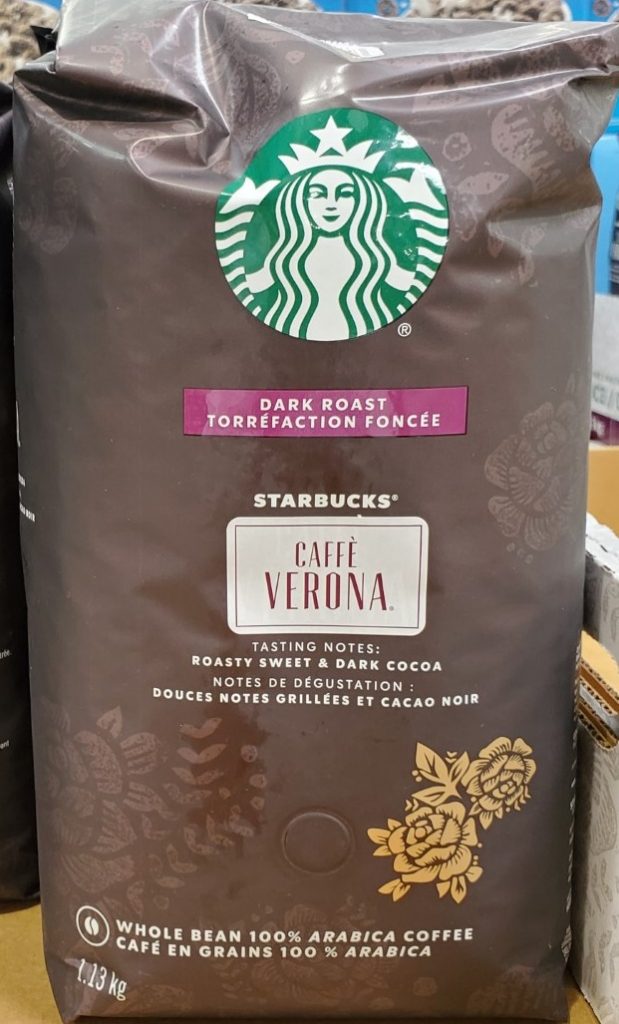 ®
DARK ROAST
TORRÉFACTION FONCÉE
STARBUCKS®
CAFFÈ
VERONA®
TASTING NOTES:
ROASTY SWEET & DARK COCOA
NOTES DE DÉGUSTATION :
DOUCES NOTES GRILLÉES ET CACAO NOIR
WHOLE BEAN 100% ARABICA COFFEE
CAFÉ EN GRAINS 100 % ARABICA
1.13 kg